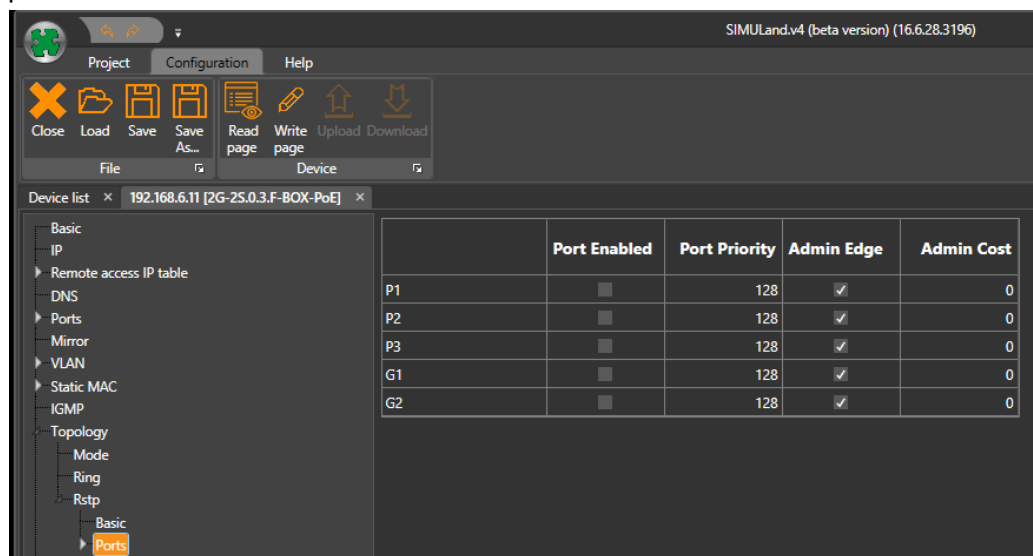 SIMULand.v4 (beta version) (16.6.28.3196)
Project Configuration Help
Close Load Save Save As... Read page Write page Upload Download
File Device
Device list × 192.168.6.11 [2G-2S.0.3.F-BOX-PoE] ×
Basic
IP
Remote access IP table
DNS
Ports
Mirror
VLAN
Static MAC
IGMP
Topology
Mode
Ring
Rstp
Basic
Ports
Port Enabled Port Priority Admin Edge Admin Cost
P1 128 0
P2 128 0
P3 128 0
G1 128 0
G2 128 0